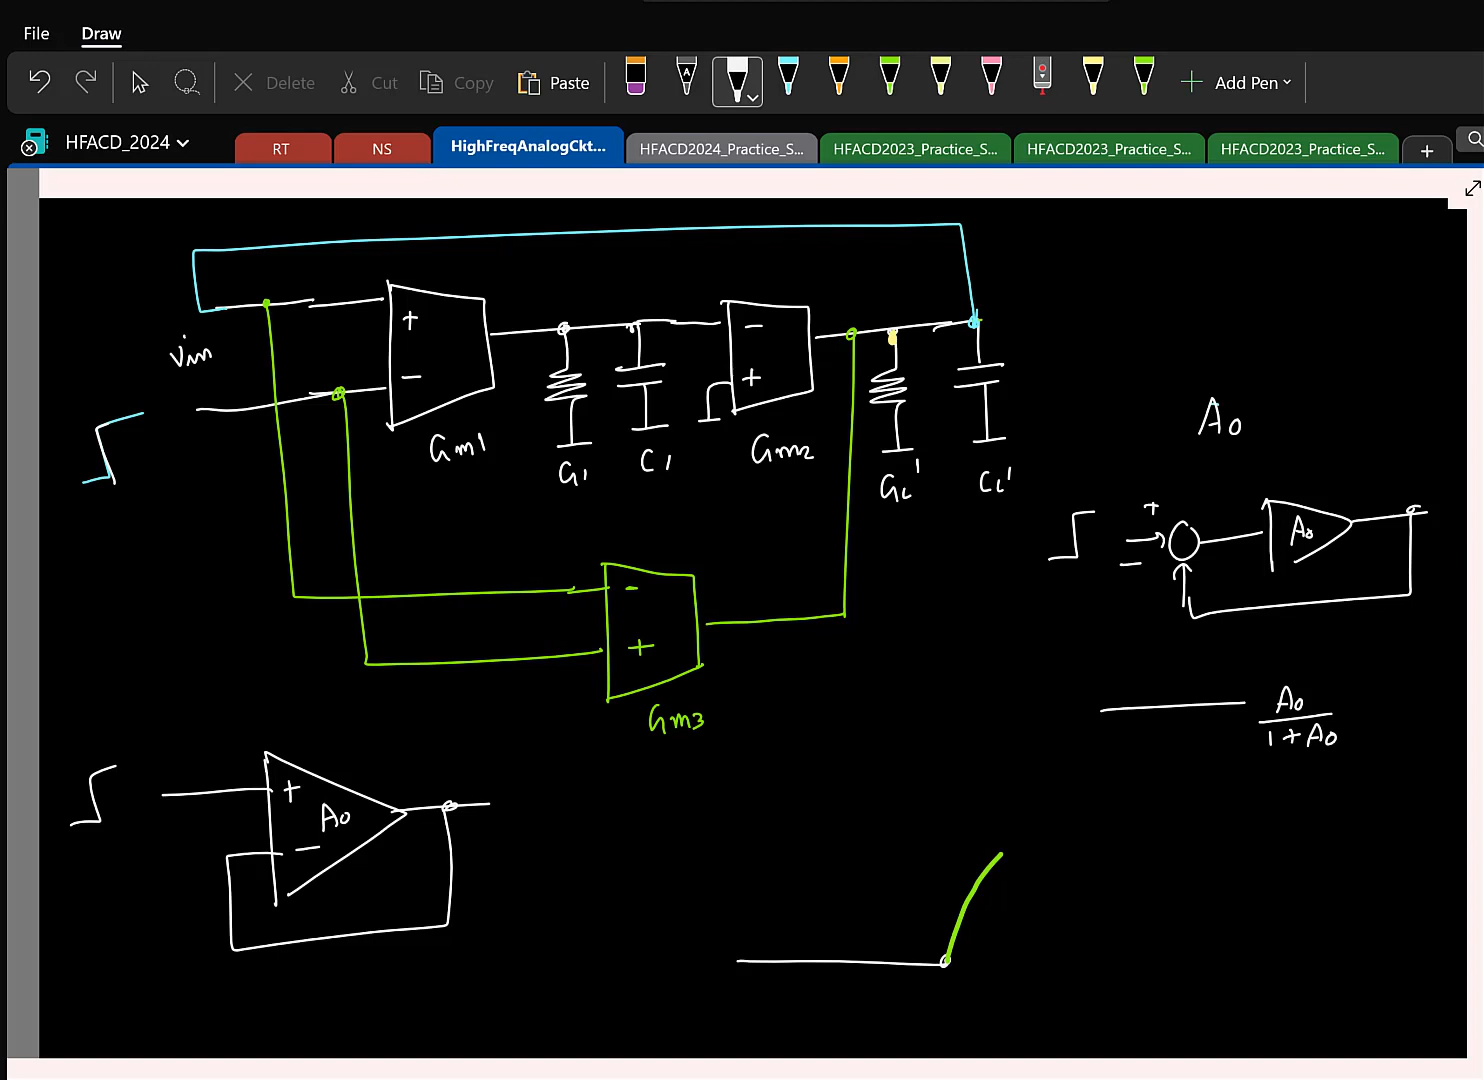 File Draw
Delete Cut Copy Paste Add Pen
HFACD_2024 RT NS HighFreqAnalogCkt... HFACD2024_Practice_S... HFACD2023_Practice_S... HFACD2023_Practice_S... HFACD2023_Practice_S...
+ −
Vin
− +
Gm1 G1 C1 Gm2 GL' CL'
A0
+ − A0
− +
Gm3
A0
1 + A0
+ A0 −